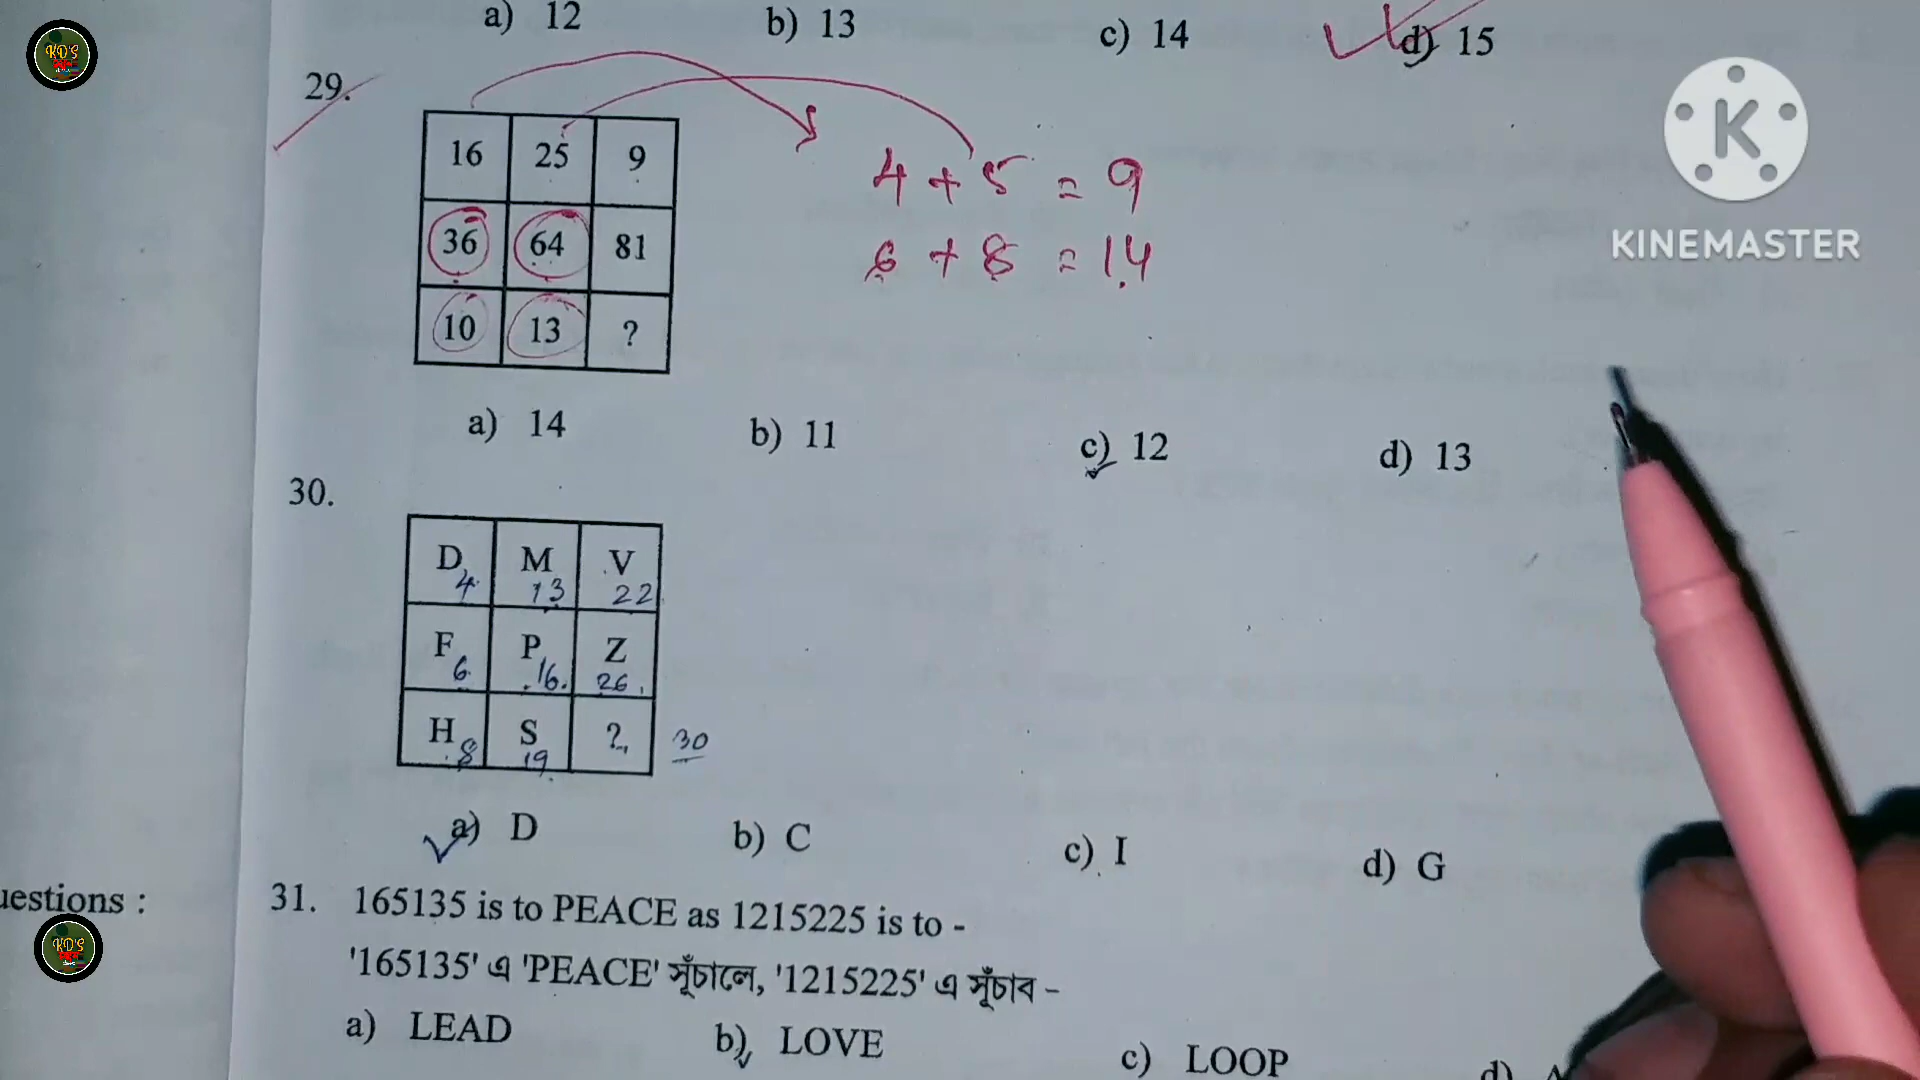 a) 12 b) 13 c) 14 d) 15
29.
16 25 9
36 64 81
10 13 ?
4 + 5 = 9
6 + 8 = 14
a) 14 b) 11 c) 12 d) 13
30.
D 4 M 13 V 22
F 6 P 16 Z 26
H 8 S 19 ? 30
a) D b) C c) I d) G
uestions :
31. 165135 is to PEACE as 1215225 is to -
'165135' এ 'PEACE' সূঁচালে, '1215225' এ সূঁচাব -
a) LEAD b) LOVE c) LOOP d)
KINEMASTER
KD'S
KD'S